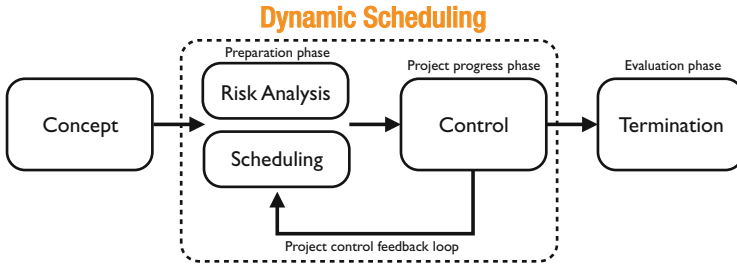 Dynamic Scheduling
Preparation phase
Project progress phase
Evaluation phase
Concept
Risk Analysis
Scheduling
Control
Termination
Project control feedback loop